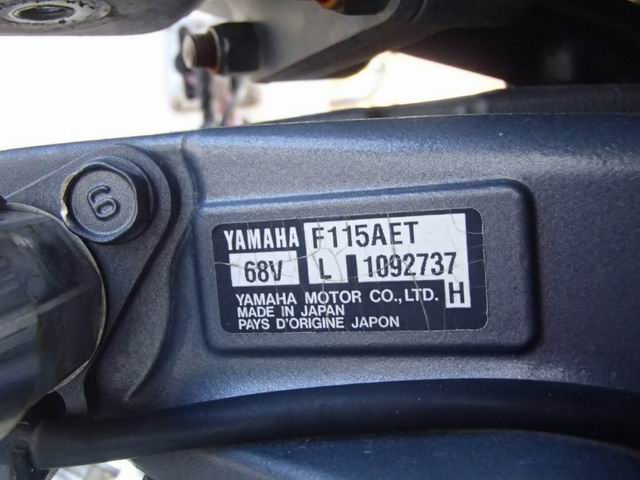 6
YAMAHA F115AET
68V L 1092737
YAMAHA MOTOR CO.,LTD. H
MADE IN JAPAN
PAYS D'ORIGINE JAPON